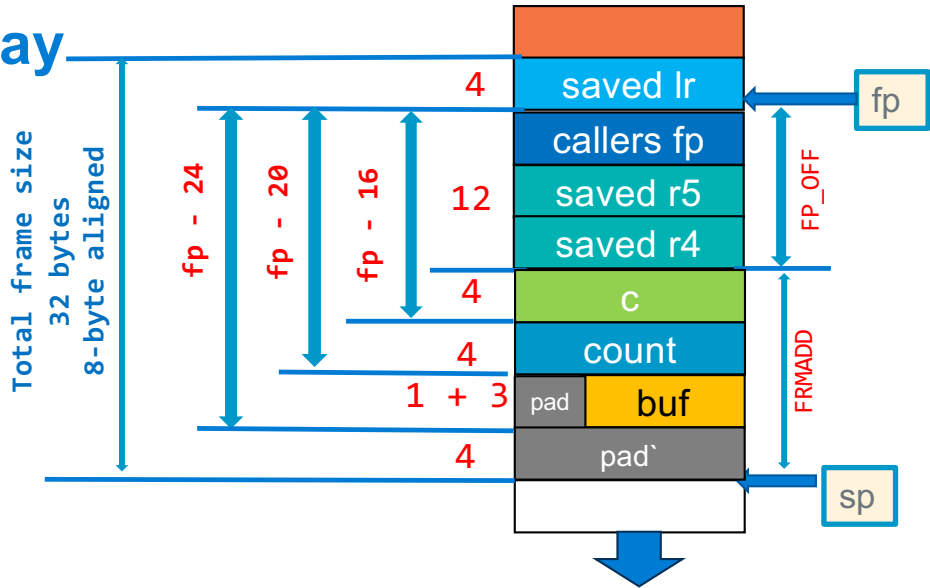 ay
4
saved lr
fp
callers fp
Total frame size
32 bytes
8-byte aligned
fp - 24
fp - 20
fp - 16
12
saved r5
FP_OFF
saved r4
4
c
4
count
FRMADD
1 + 3
pad
buf
4
pad`
sp